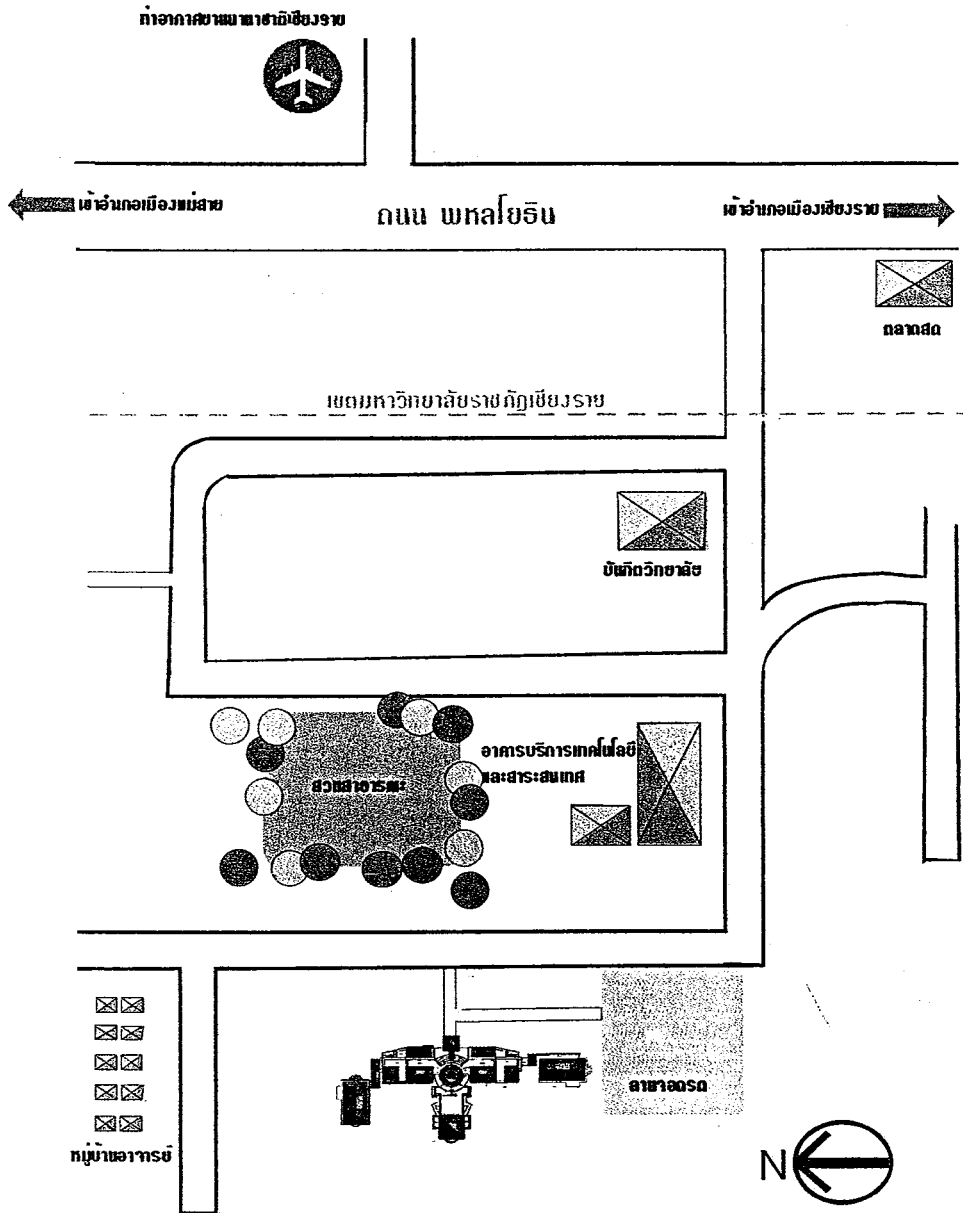 ท่าอากาศยานนานาชาติเชียงราย
เข้าอำเภอเมืองแม่สาย
ถนน พหลโยธิน
เข้าอำเภอเมืองเชียงราย
ตลาดสด
เขตมหาวิทยาลัยราชภัฏเชียงราย
บัณฑิตวิทยาลัย
อาคารบริการเทคโนโลยี
และสาระสนเทศ
สวนสาธารณะ
ลานจอดรถ
หมู่บ้านอาจารย์
N